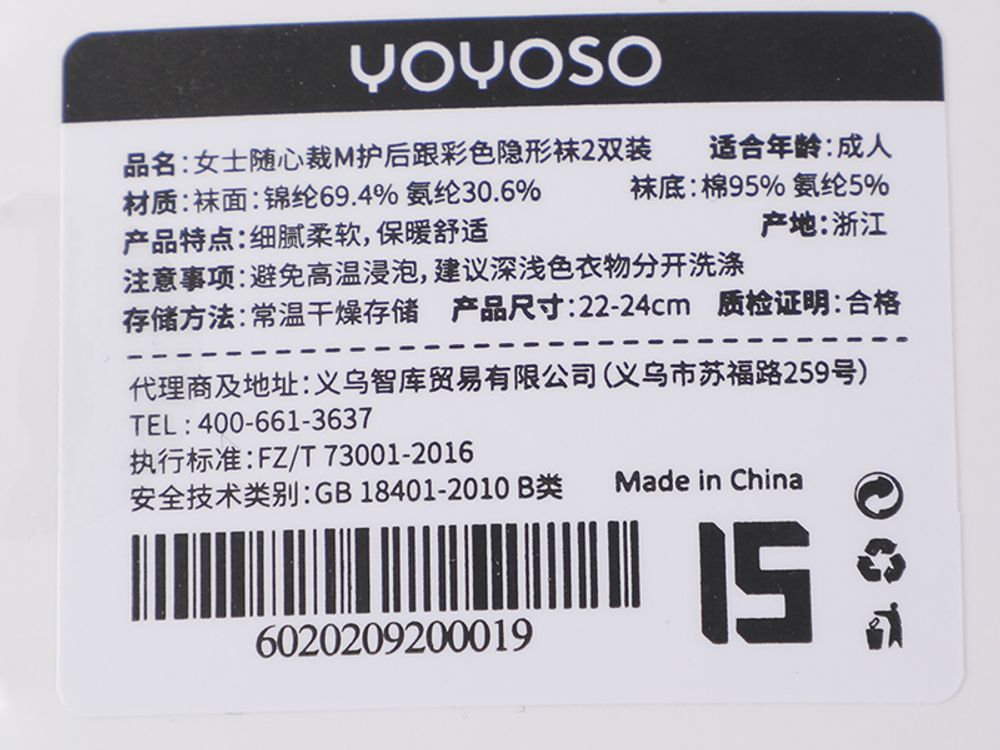 YOYOSO
品名:女士随心裁M护后跟彩色隐形袜2双装 适合年龄:成人
材质:袜面:锦纶69.4% 氨纶30.6% 袜底:棉95% 氨纶5%
产品特点:细腻柔软,保暖舒适 产地:浙江
注意事项:避免高温浸泡,建议深浅色衣物分开洗涤
存储方法:常温干燥存储 产品尺寸:22-24cm 质检证明:合格
代理商及地址:义乌智库贸易有限公司(义乌市苏福路259号)
TEL:400-661-3637
执行标准:FZ/T 73001-2016
安全技术类别:GB 18401-2010 B类 Made in China
15
6020209200019